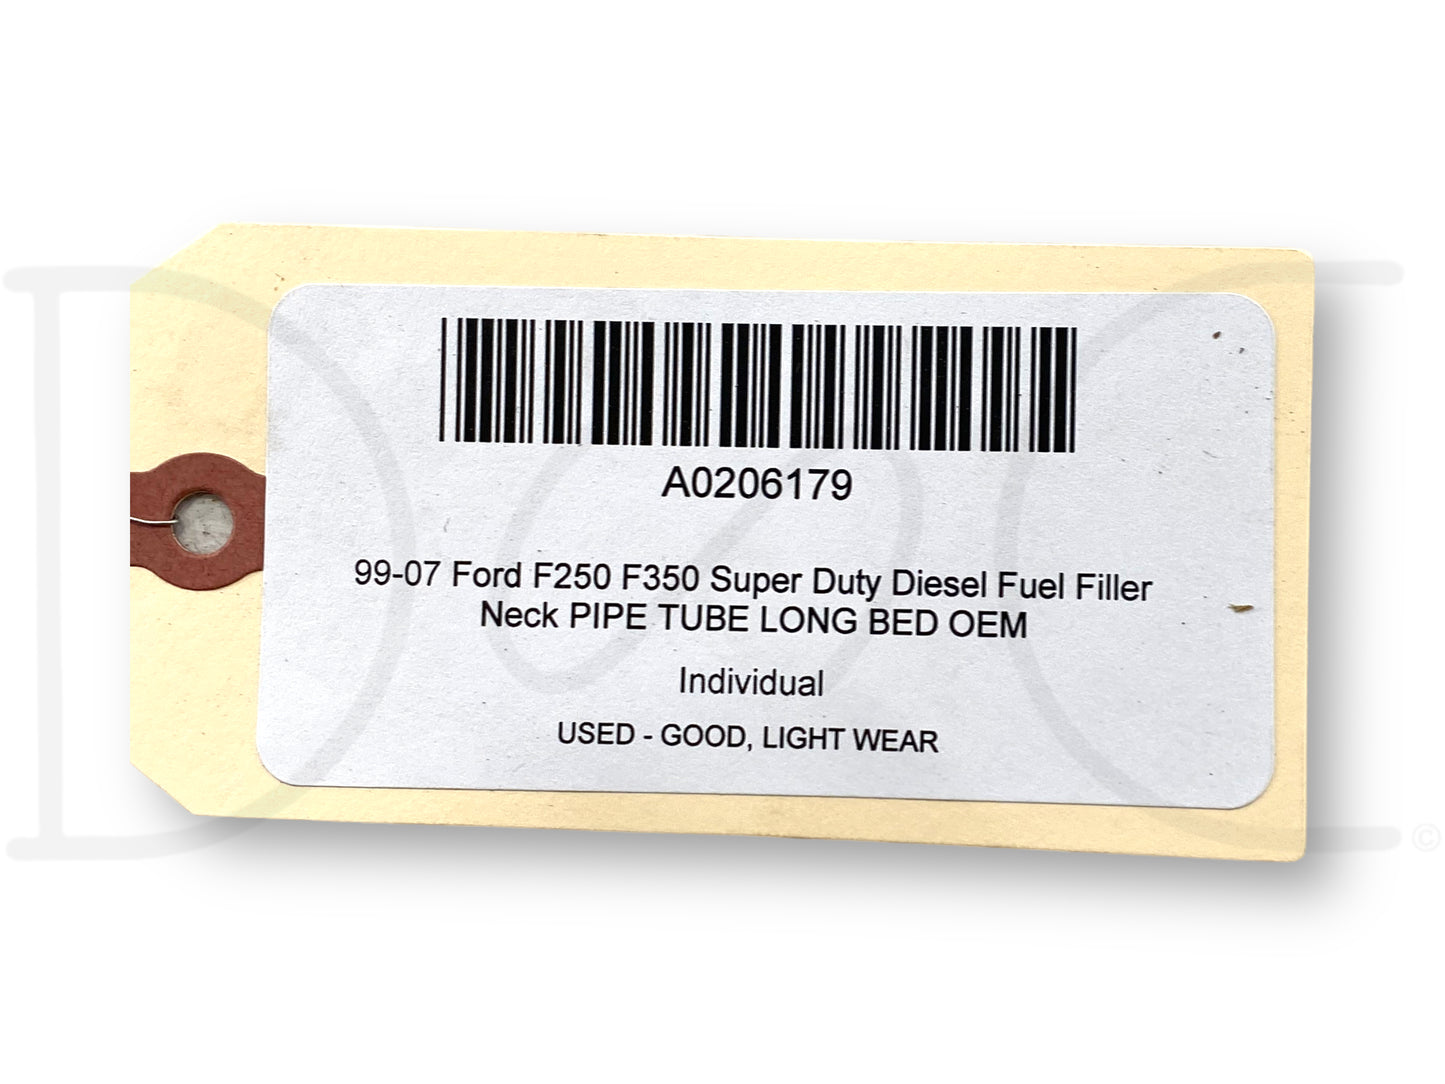 A0206179
99-07 Ford F250 F350 Super Duty Diesel Fuel Filler
Neck PIPE TUBE LONG BED OEM
Individual
USED - GOOD, LIGHT WEAR
©